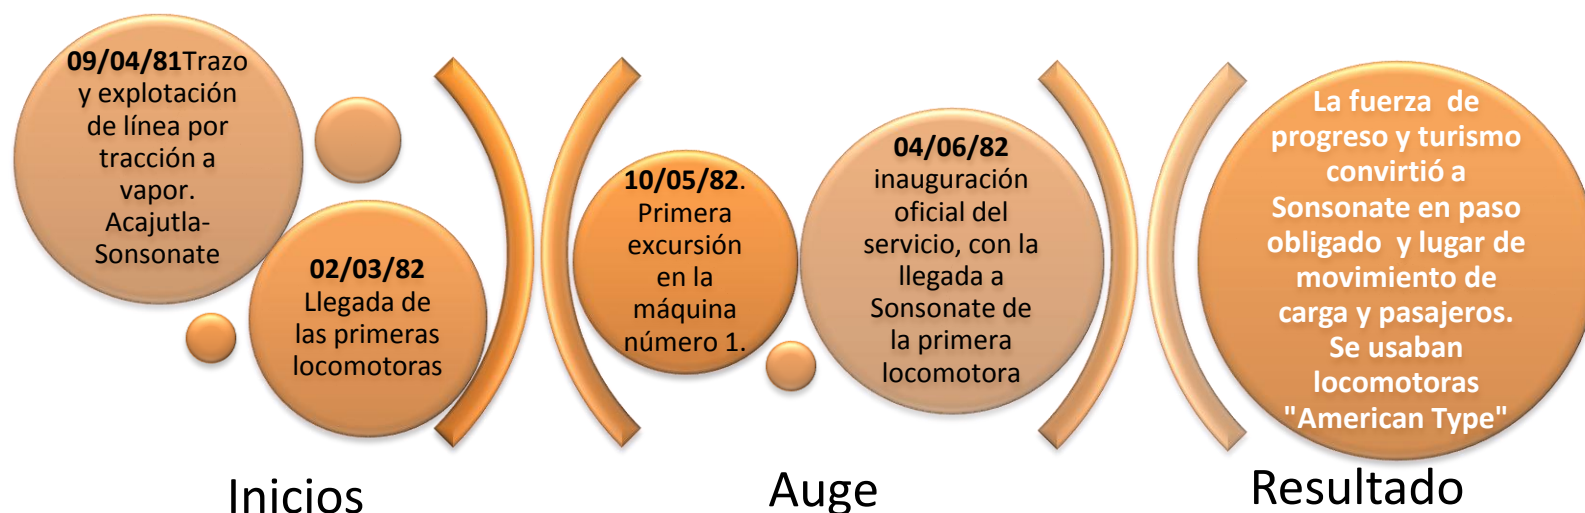 09/04/81Trazo
y explotación
de línea por
tracción a
vapor.
Acajutla-
Sonsonate
02/03/82
Llegada de
las primeras
locomotoras
Inicios
10/05/82.
Primera
excursión
en la
máquina
número 1.
04/06/82
inauguración
oficial del
servicio, con la
llegada a
Sonsonate de
la primera
locomotora
Auge
La fuerza de
progreso y turismo
convirtió a
Sonsonate en paso
obligado y lugar de
movimiento de
carga y pasajeros.
Se usaban
locomotoras
"American Type"
Resultado